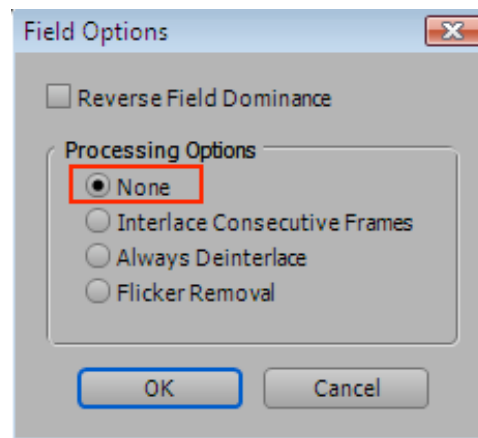 Field Options
Reverse Field Dominance
Processing Options
None
Interlace Consecutive Frames
Always Deinterlace
Flicker Removal
OK Cancel